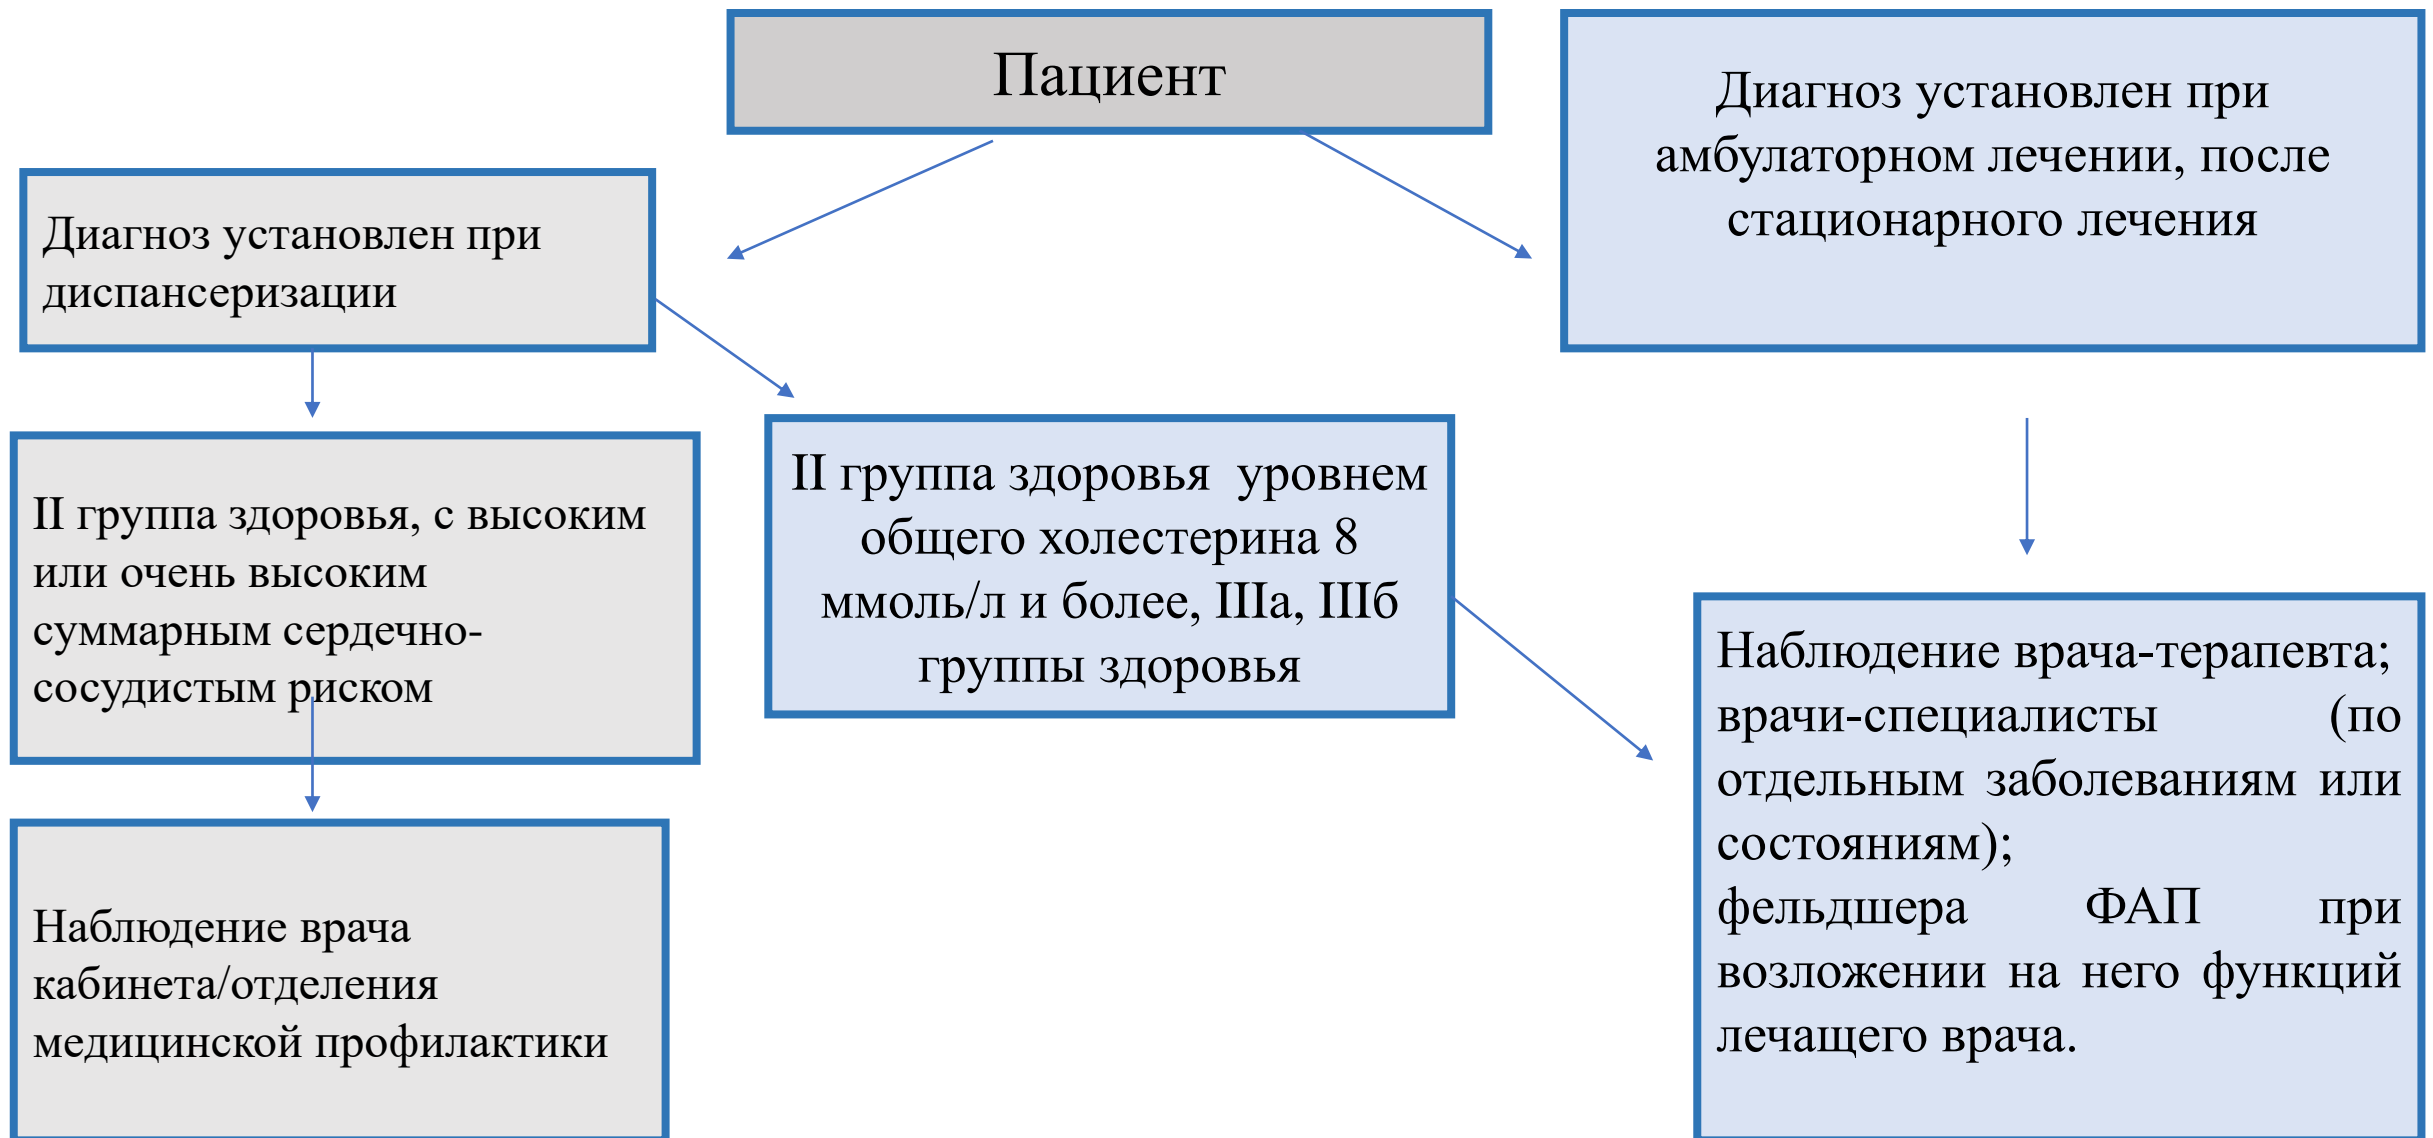 Пациент
Диагноз установлен при
амбулаторном лечении, после
стационарного лечения
Диагноз установлен при
диспансеризации
II группа здоровья, с высоким
или очень высоким
суммарным сердечно-
сосудистым риском
II группа здоровья  уровнем
общего холестерина 8
ммоль/л и более, IIIа, IIIб
группы здоровья
Наблюдение врача
кабинета/отделения
медицинской профилактики
Наблюдение врача-терапевта;
врачи-специалисты (по
отдельным заболеваниям или
состояниям);
фельдшера ФАП при
возложении на него функций
лечащего врача.